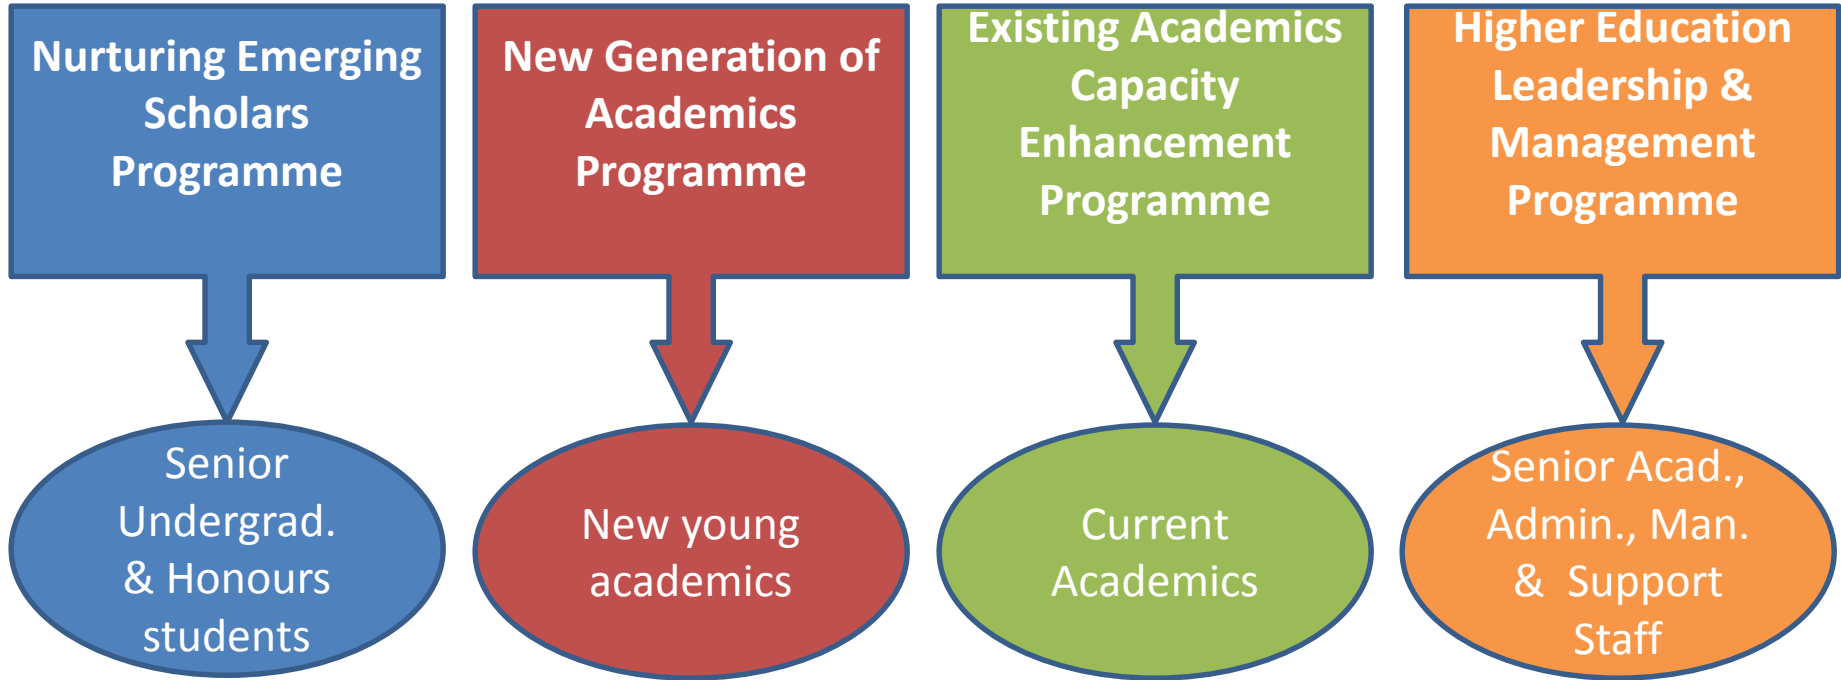 Nurturing Emerging
Scholars
Programme
New Generation of
Academics
Programme
Existing Academics
Capacity
Enhancement
Programme
Higher Education
Leadership &
Management
Programme
Senior
Undergrad.
& Honours
students
New young
academics
Current
Academics
Senior Acad.,
Admin., Man.
& Support
Staff